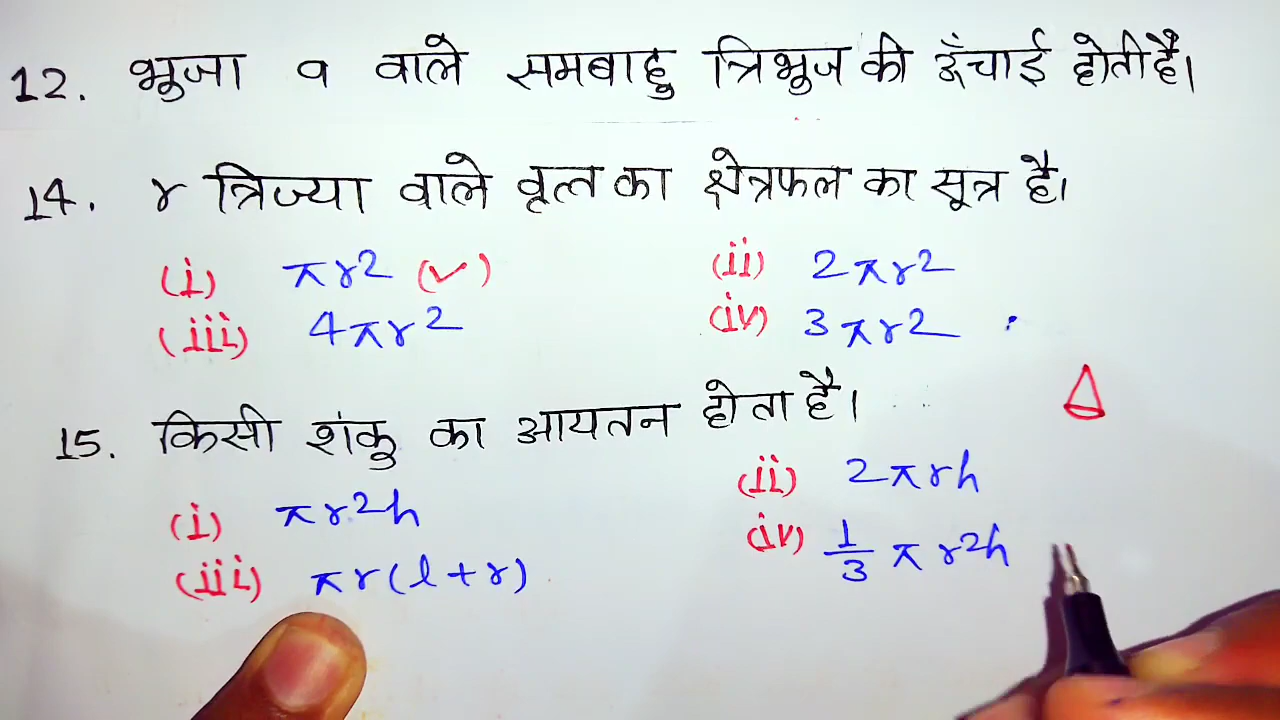 12. भुजा a वाले समबाहु त्रिभुज की ऊँचाई होती है।
14. r त्रिज्या वाले वृत्त का क्षेत्रफल का सूत्र है।
(i) πr2 (✓) (ii) 2πr2
(iii) 4πr2 (iv) 3πr2
15. किसी शंकु का आयतन होता है।
(i) πr2h (ii) 2πrh
(iii) πr(l+r) (iv) 1/3 πr2h